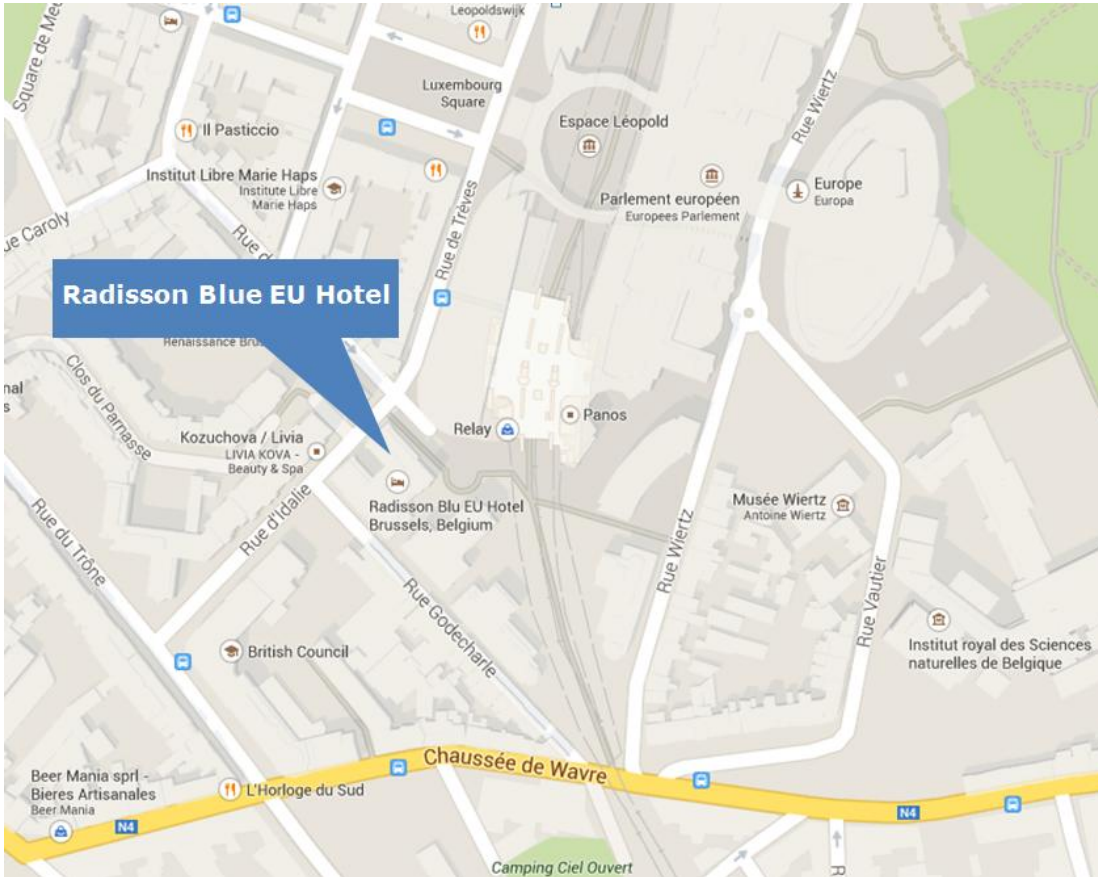 Leopoldswijk
Square de Mee
Luxembourg
Square
Il Pasticcio
Espace Léopold
Rue Wiertz
Institut Libre Marie Haps
Institute Libre
Marie Haps
Parlement européen
Europees Parlement
Europe
Europa
ue Caroly
Rue de Trèves
Rue d
Radisson Blue EU Hotel
Renaissance Bru
Clos du Parnasse
nal
s
Relay
Panos
Kozuchova / Livia
LIVIA KOVA -
Beauty & Spa
Radisson Blu EU Hotel
Brussels, Belgium
Musée Wiertz
Antoine Wiertz
Rue d'Idalie
Rue du Trône
Rue Wiertz
Rue Godecharle
Rue Vautier
British Council
Institut royal des Sciences
naturelles de Belgique
Chaussée de Wavre
Beer Mania sprl -
Bieres Artisanales
Beer Mania
L'Horloge du Sud
N4
N4
Camping Ciel Ouvert
R